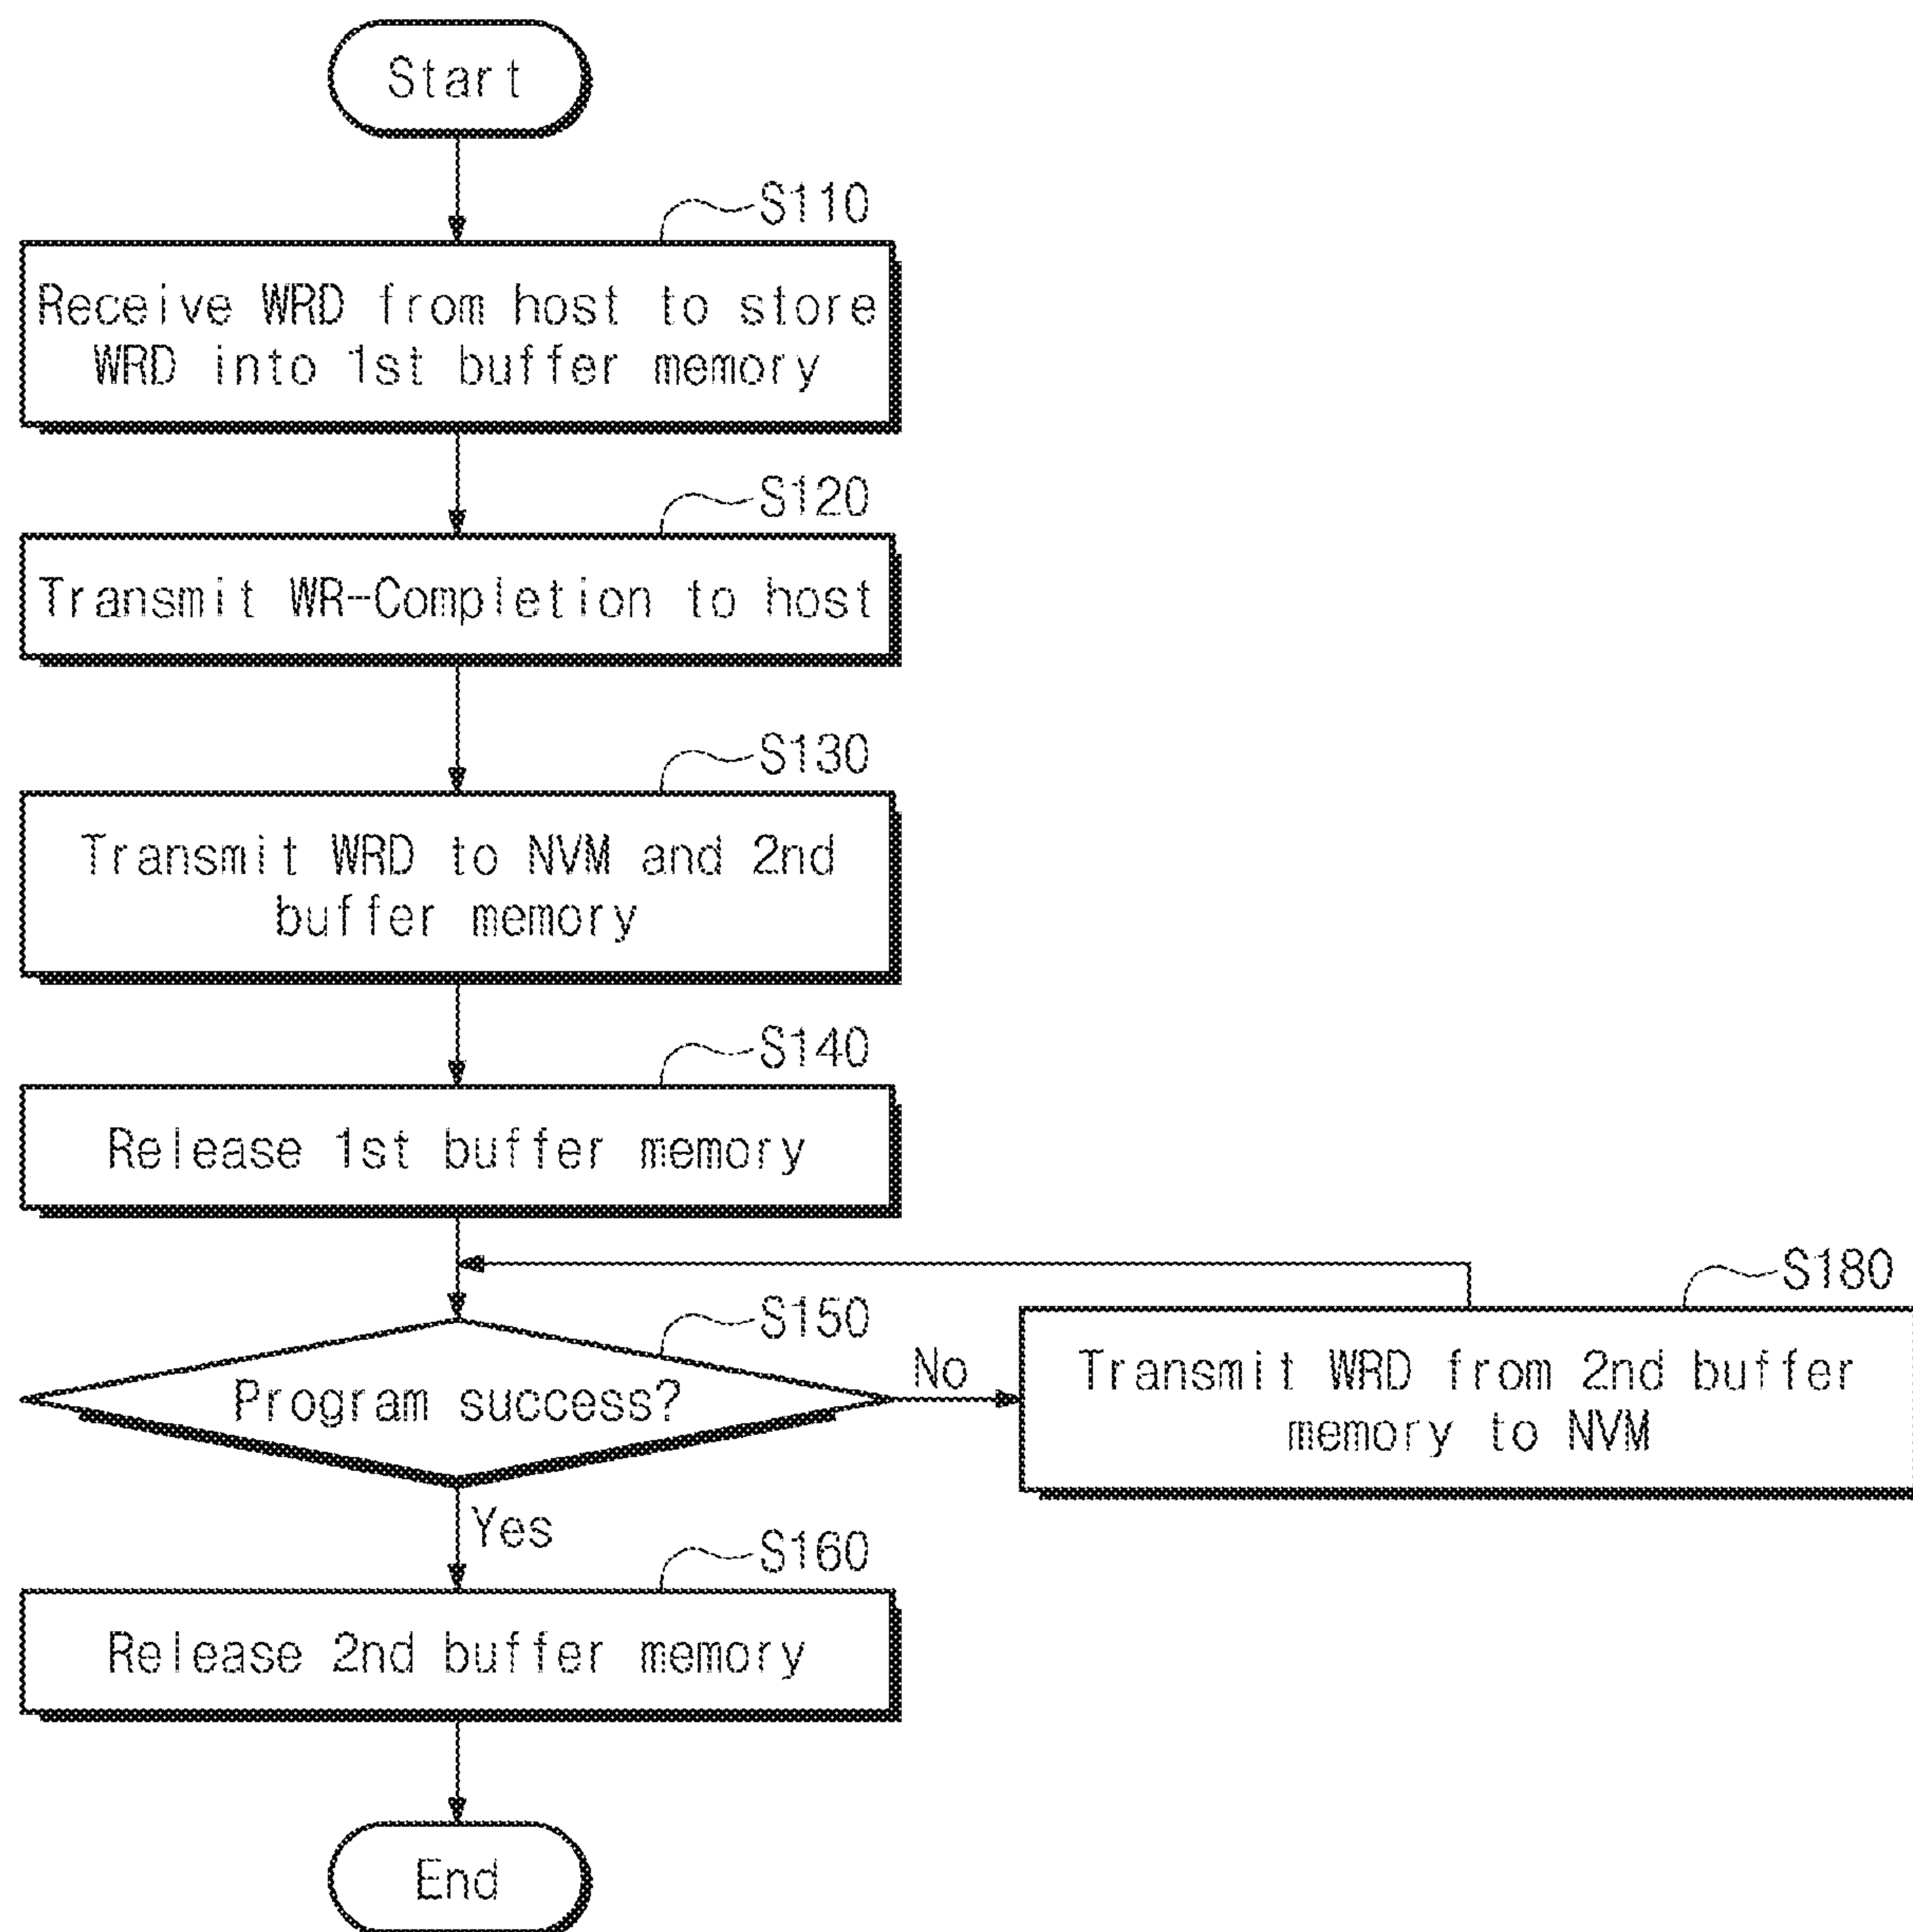 Start
S110
Receive WRD from host to store
WRD into 1st buffer memory
S120
Transmit WR-Completion to host
S130
Transmit WRD to NVM and 2nd
buffer memory
S140
Release 1st buffer memory
S150
Program success?
No
S180
Transmit WRD from 2nd buffer
memory to NVM
Yes
S160
Release 2nd buffer memory
End